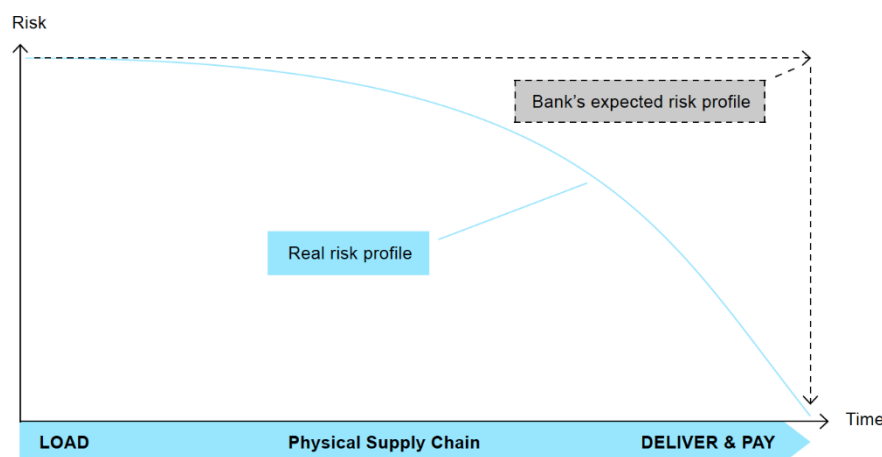 Risk
Bank's expected risk profile
Real risk profile
Time
LOAD
Physical Supply Chain
DELIVER & PAY